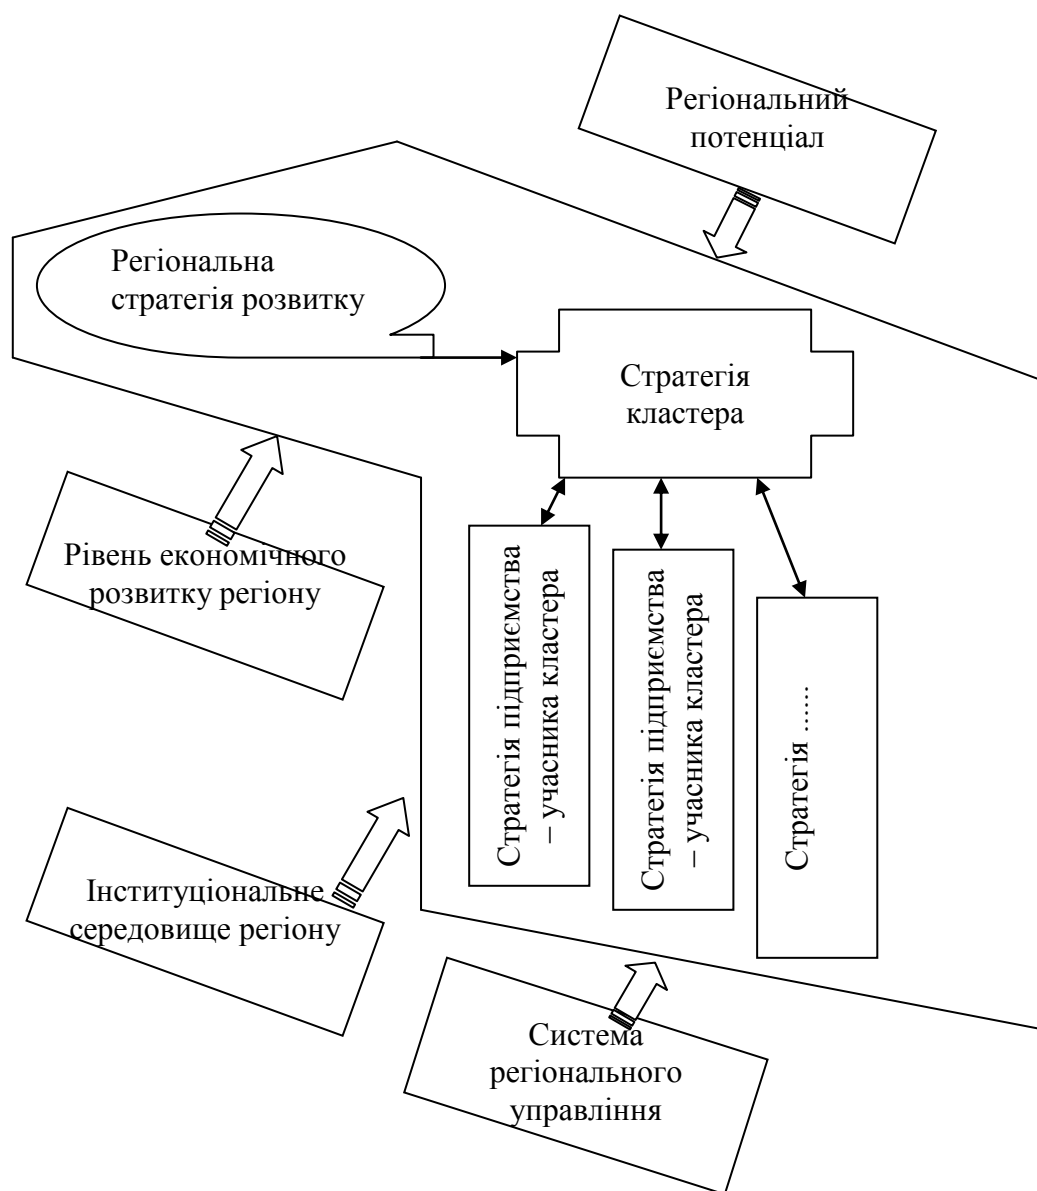 Регіональний
потенціал
Регіональна
стратегія розвитку
Стратегія
кластера
Рівень економічного
розвитку регіону
Стратегія підприємства
– учасника кластера
Стратегія підприємства
– учасника кластера
Стратегія ......
Інституціональне
середовище регіону
Система
регіонального
управління